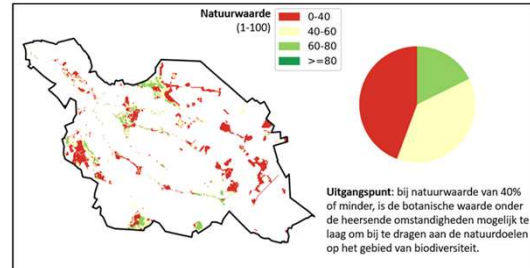 Natuurwaarde
(1-100)
0-40
40-60
60-80
>=80
Uitgangspunt: bij natuurwaarde van 40%
of minder, is de botanische waarde onder
de heersende omstandigheden mogelijk te
laag om bij te dragen aan de natuurdoelen
op het gebied van biodiversiteit.